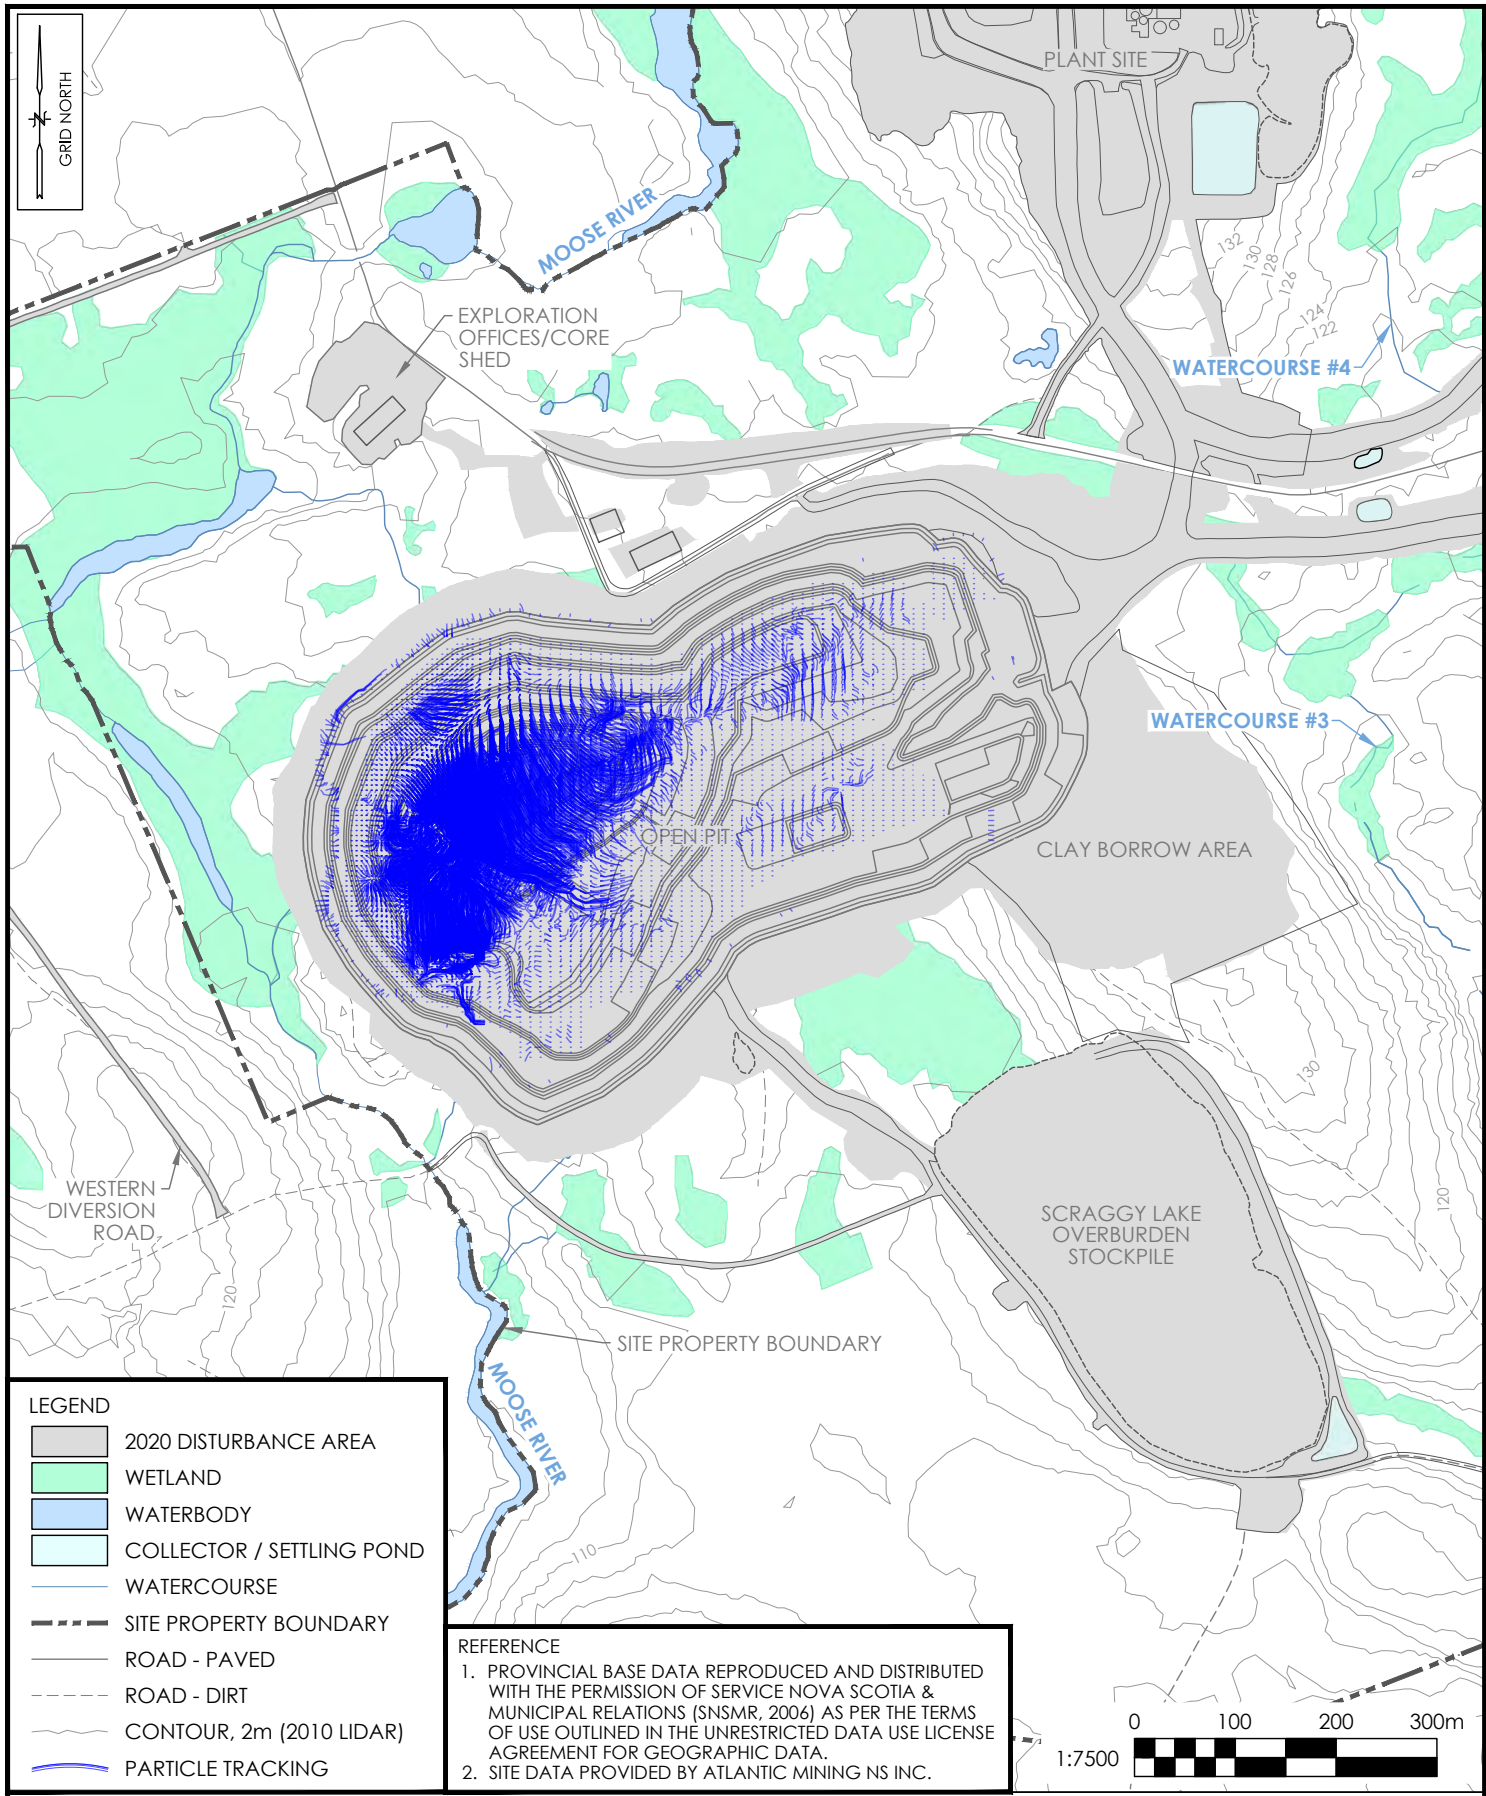 GRID NORTH
N
PLANT SITE
MOOSE RIVER
132
130
128
126
124
122
EXPLORATION
OFFICES/CORE
SHED
WATERCOURSE #4
WATERCOURSE #3
OPEN PIT
CLAY BORROW AREA
130
120
WESTERN
DIVERSION
ROAD
120
SCRAGGY LAKE
OVERBURDEN
STOCKPILE
SITE PROPERTY BOUNDARY
MOOSE RIVER
110
LEGEND
2020 DISTURBANCE AREA
WETLAND
WATERBODY
COLLECTOR / SETTLING POND
WATERCOURSE
SITE PROPERTY BOUNDARY
ROAD - PAVED
ROAD - DIRT
CONTOUR, 2m (2010 LIDAR)
PARTICLE TRACKING
REFERENCE
1. PROVINCIAL BASE DATA REPRODUCED AND DISTRIBUTED
WITH THE PERMISSION OF SERVICE NOVA SCOTIA &
MUNICIPAL RELATIONS (SNSMR, 2006) AS PER THE TERMS
OF USE OUTLINED IN THE UNRESTRICTED DATA USE LICENSE
AGREEMENT FOR GEOGRAPHIC DATA.
2. SITE DATA PROVIDED BY ATLANTIC MINING NS INC.
0 100 200 300m
1:7500